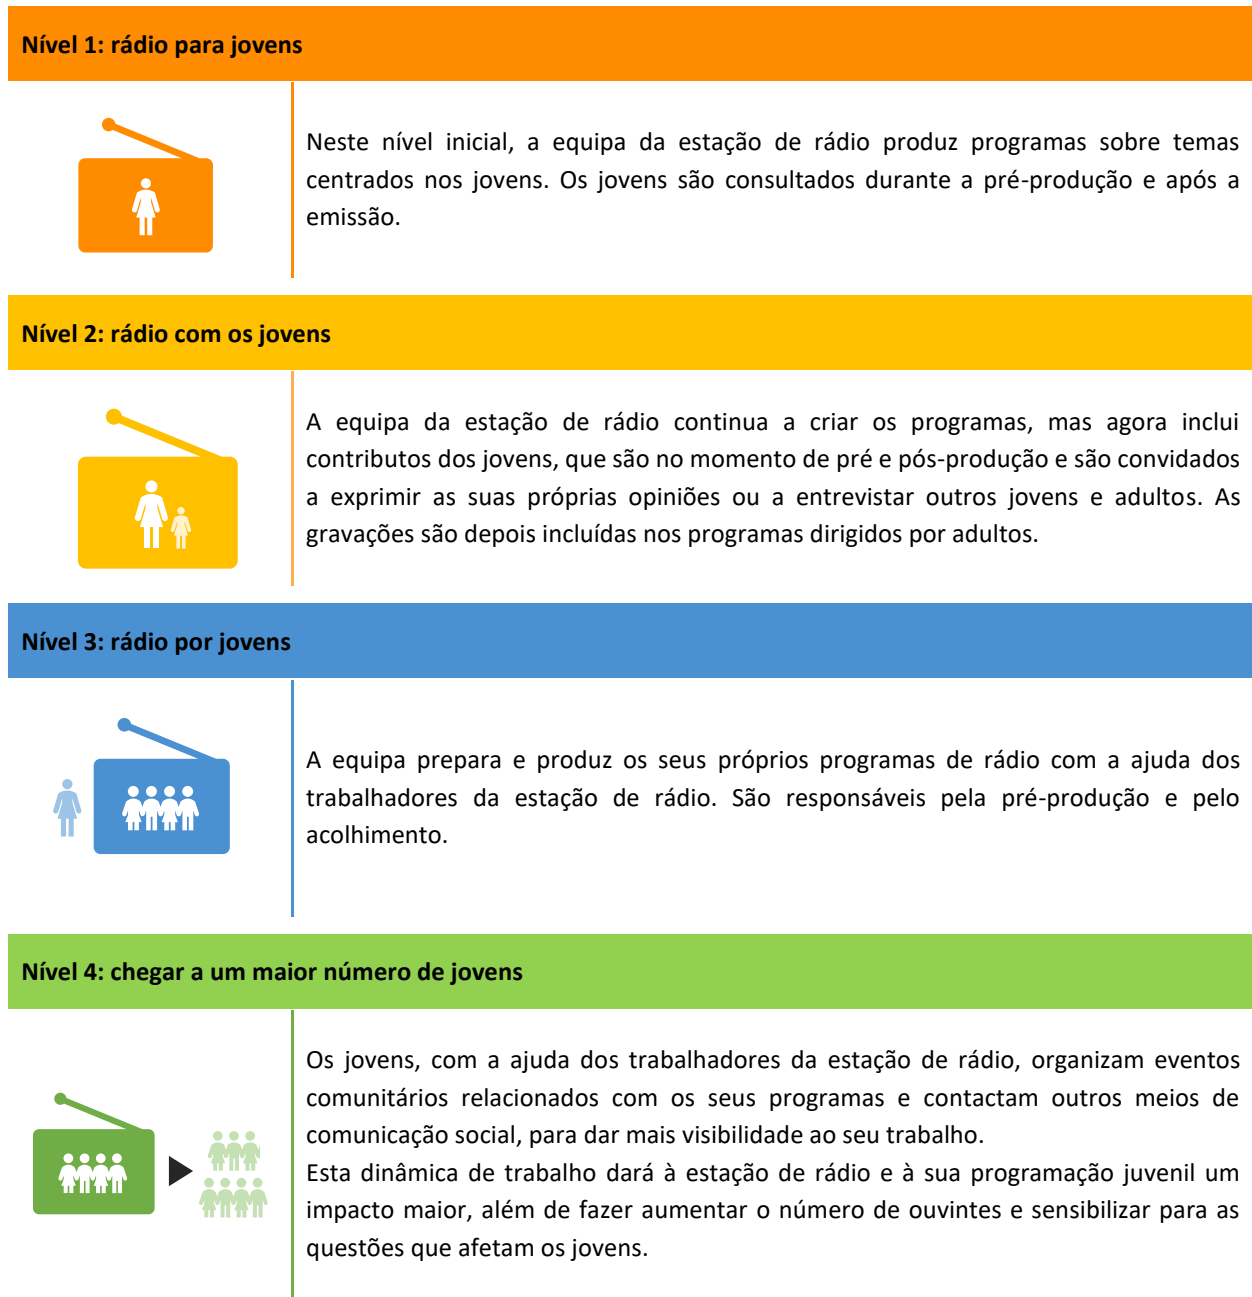 Nível 1: rádio para jovens
Neste nível inicial, a equipa da estação de rádio produz programas sobre temas
centrados nos jovens. Os jovens são consultados durante a pré-produção e após a
emissão.
Nível 2: rádio com os jovens
A equipa da estação de rádio continua a criar os programas, mas agora inclui
contributos dos jovens, que são no momento de pré e pós-produção e são convidados
a exprimir as suas próprias opiniões ou a entrevistar outros jovens e adultos. As
gravações são depois incluídas nos programas dirigidos por adultos.
Nível 3: rádio por jovens
A equipa prepara e produz os seus próprios programas de rádio com a ajuda dos
trabalhadores da estação de rádio. São responsáveis pela pré-produção e pelo
acolhimento.
Nível 4: chegar a um maior número de jovens
Os jovens, com a ajuda dos trabalhadores da estação de rádio, organizam eventos
comunitários relacionados com os seus programas e contactam outros meios de
comunicação social, para dar mais visibilidade ao seu trabalho.
Esta dinâmica de trabalho dará à estação de rádio e à sua programação juvenil um
impacto maior, além de fazer aumentar o número de ouvintes e sensibilizar para as
questões que afetam os jovens.